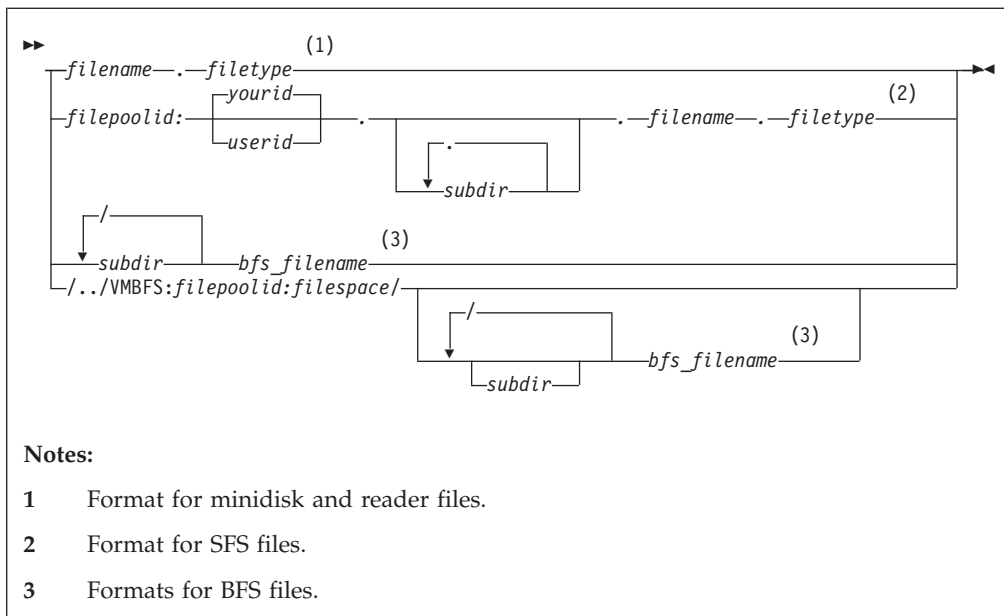 (1)
filename . filetype
yourid
(2)
filepoolid: . . filename . filetype
userid
.
subdir
/
(3)
subdir bfs_filename
/../VMBFS:filepoolid:filespace/
/
(3)
bfs_filename
subdir
Notes:
1 Format for minidisk and reader files.
2 Format for SFS files.
3 Formats for BFS files.